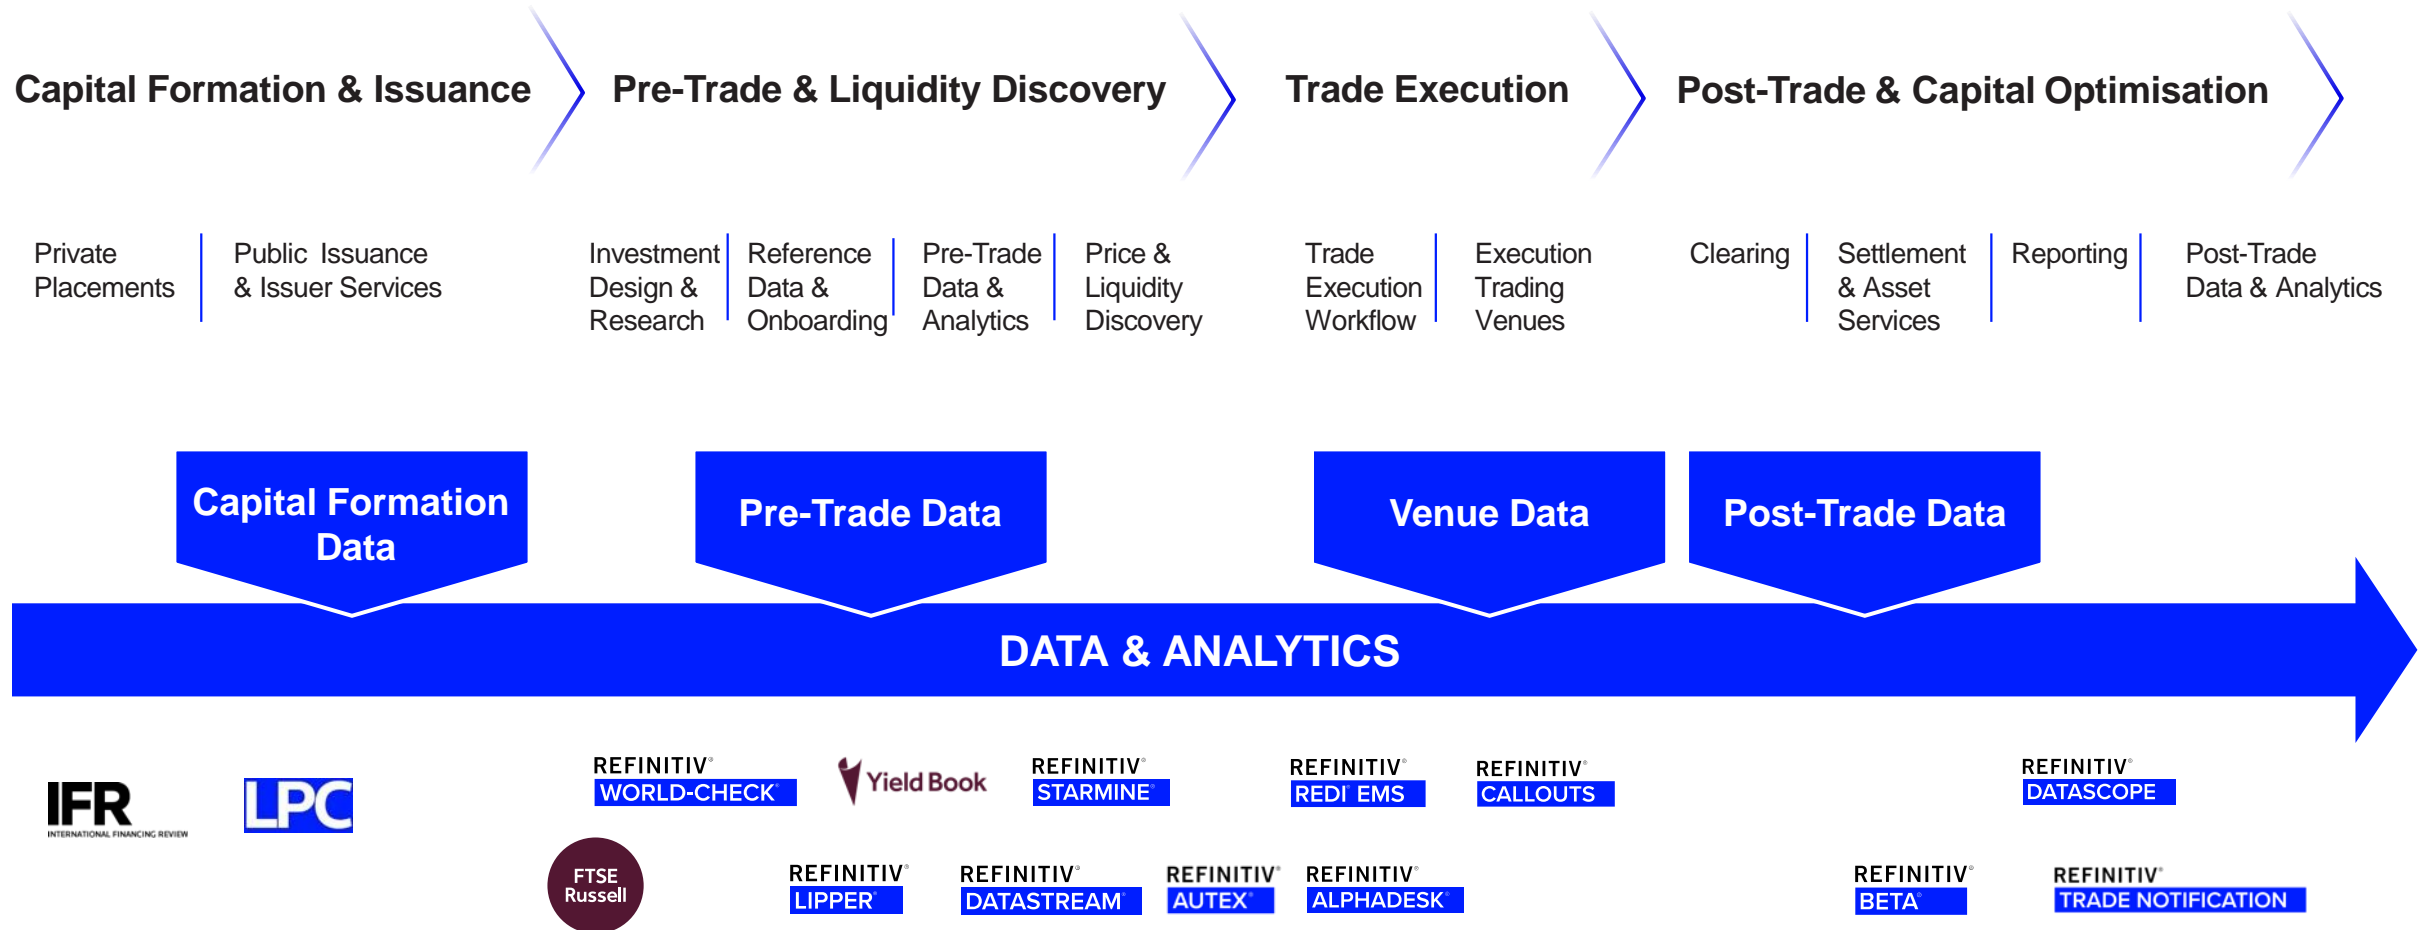 Capital Formation & Issuance
Pre-Trade & Liquidity Discovery
Trade Execution
Post-Trade & Capital Optimisation
Private
Placements
Public Issuance
& Issuer Services
Investment
Design &
Research
Reference
Data &
Onboarding
Pre-Trade
Data &
Analytics
Price &
Liquidity
Discovery
Trade
Execution
Workflow
Execution
Trading
Venues
Clearing
Settlement
& Asset
Services
Reporting
Post-Trade
Data & Analytics
Capital Formation
Data
Pre-Trade Data
Venue Data
Post-Trade Data
DATA & ANALYTICS
IFR
INTERNATIONAL FINANCING REVIEW
LPC
REFINITIV®
WORLD-CHECK®
Yield Book
REFINITIV®
STARMINE®
REFINITIV®
REDI® EMS
REFINITIV®
CALLOUTS
REFINITIV®
DATASCOPE
FTSE
Russell
REFINITIV®
LIPPER®
REFINITIV®
DATASTREAM®
REFINITIV®
AUTEX®
REFINITIV®
ALPHADESK®
REFINITIV®
BETA®
REFINITIV®
TRADE NOTIFICATION